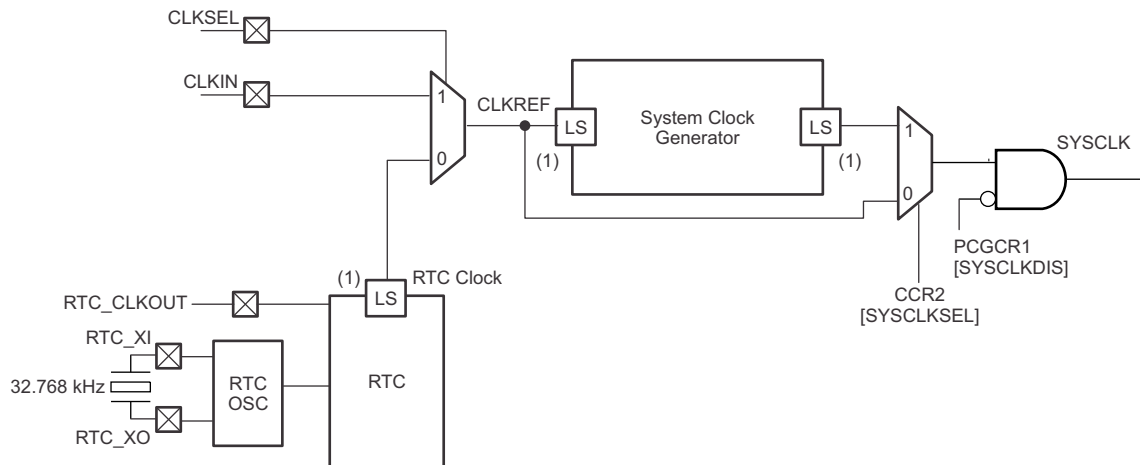 CLKSEL
CLKIN
1
0
CLKREF
LS
(1)
System Clock
Generator
LS
(1)
1
0
SYSCLK
PCGCR1
[SYSCLKDIS]
CCR2
[SYSCLKSEL]
(1)
RTC Clock
LS
RTC_CLKOUT
RTC_XI
32.768 kHz
RTC_XO
RTC
OSC
RTC